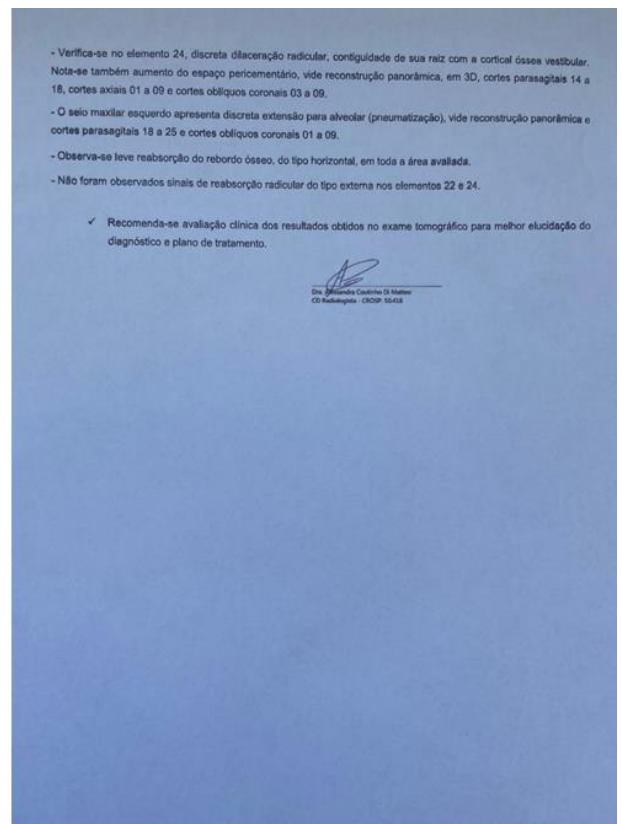 - Verifica-se no elemento 24, discreta dilaceração radicular, contiguidade de sua raiz com a cortical óssea vestibular.
Nota-se também aumento do espaço pericementário, vide reconstrução panorâmica, em 3D, cortes parasagitais 14 a
18, cortes axiais 01 a 09 e cortes oblíquos coronais 03 a 09.
- O seio maxilar esquerdo apresenta discreta extensão para alveolar (pneumatização), vide reconstrução panorâmica e
cortes parasagitais 18 a 25 e cortes oblíquos coronais 01 a 09.
- Observa-se leve reabsorção do rebordo ósseo, do tipo horizontal, em toda a área avaliada.
- Não foram observados sinais de reabsorção radicular do tipo externa nos elementos 22 e 24.
✓ Recomenda-se avaliação clínica dos resultados obtidos no exame tomográfico para melhor elucidação do
diagnóstico e plano de tratamento.
Dra. Coutinho Di Matteo
CD Radiologista - CROSP: